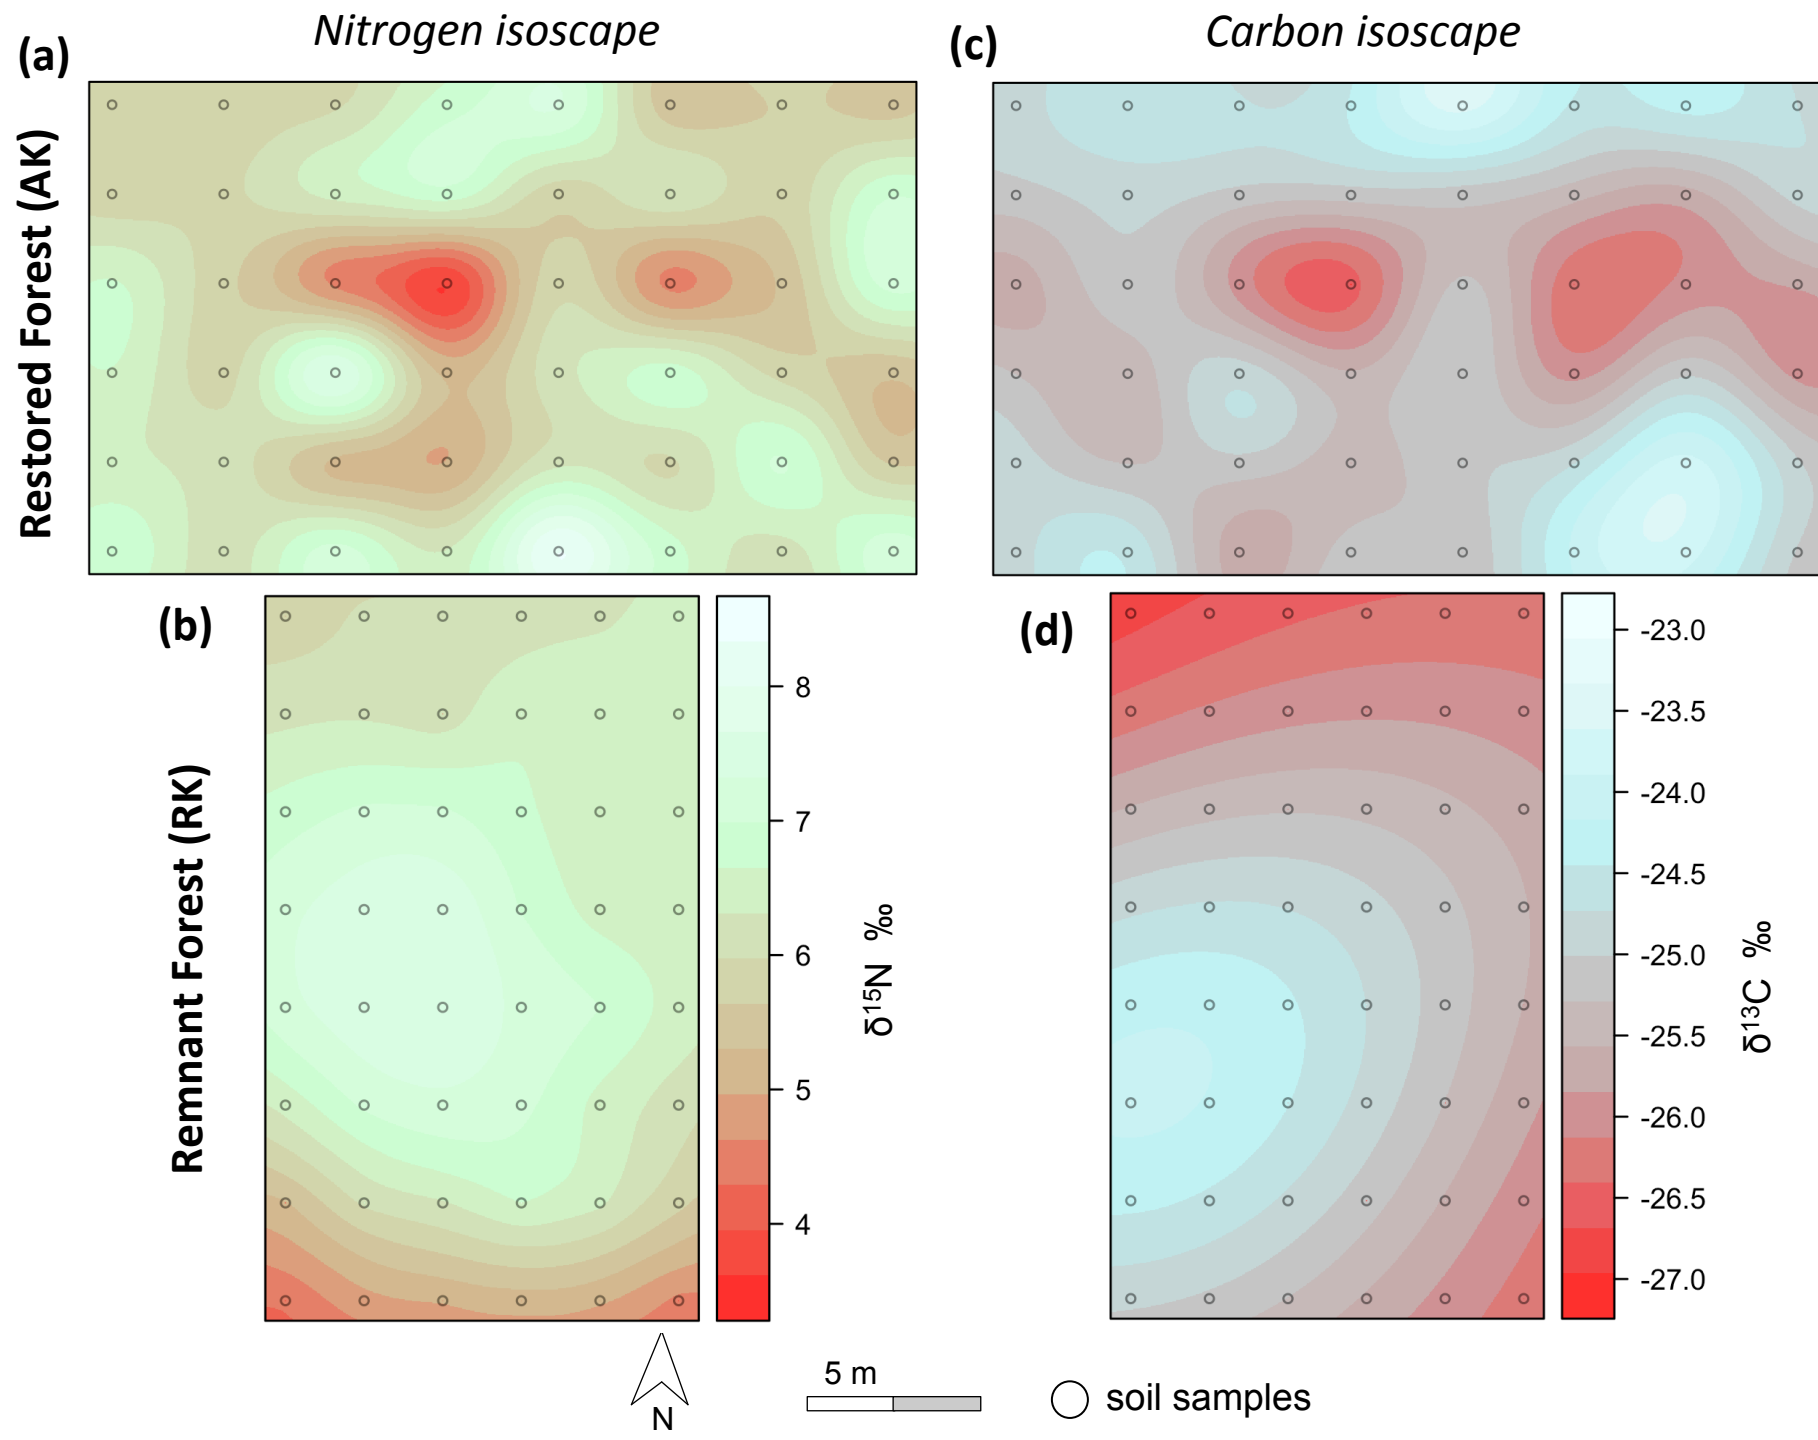 Nitrogen isoscape
Carbon isoscape
(a)
(c)
Restored Forest (AK)
(b)
(d)
Remnant Forest (RK)
8
7
6
5
4
δ15N ‰
-23.0
-23.5
-24.0
-24.5
-25.0
-25.5
-26.0
-26.5
-27.0
δ13C ‰
N
5 m
soil samples